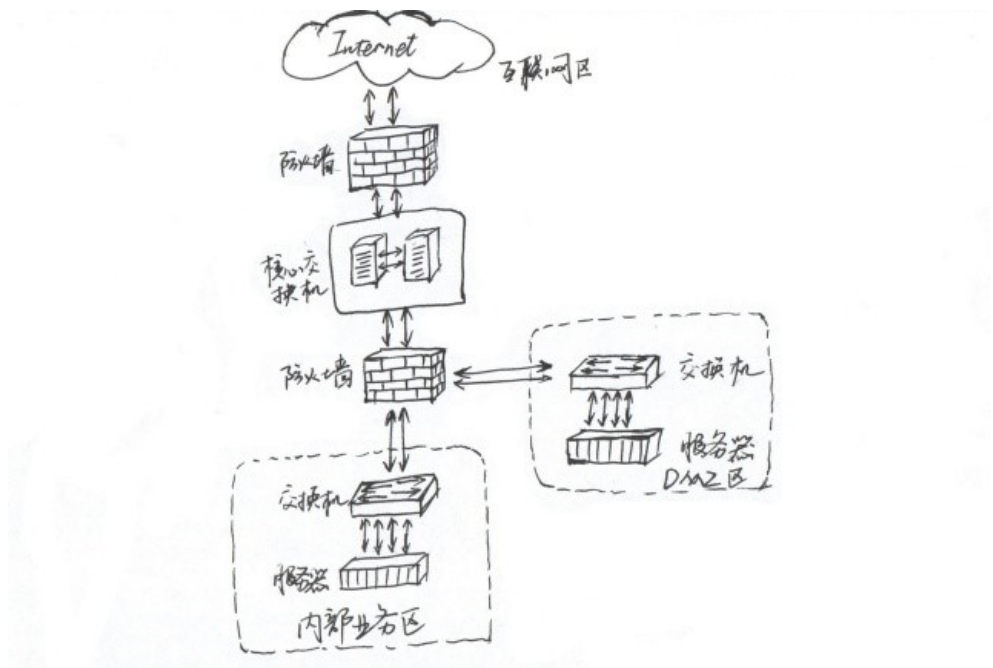 Internet
互联网区
防火墙
核心交
换机
防火墙
交换机
服务器
DMZ区
交换机
服务器
内部业务区